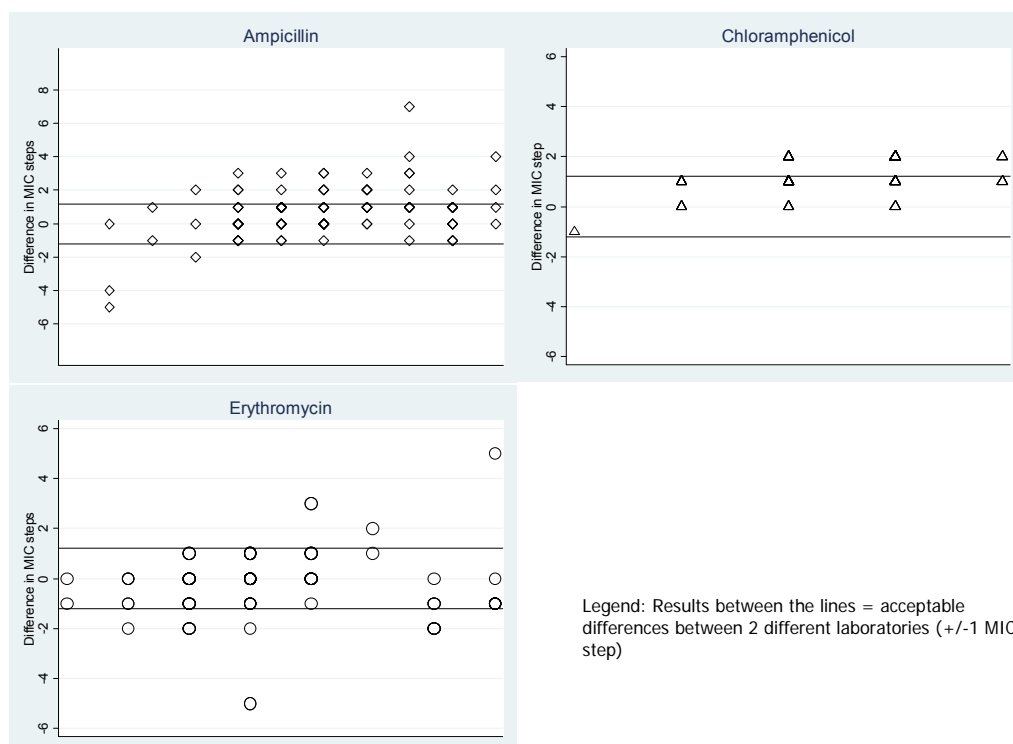 Ampicillin
Difference in MIC steps
8
6
4
2
0
-2
-4
-6
Chloramphenicol
Difference in MIC step
6
4
2
0
-2
-4
-6
Erythromycin
Difference in MIC steps
6
4
2
0
-2
-4
-6
Legend: Results between the lines = acceptable
differences between 2 different laboratories (+/-1 MIC
step)